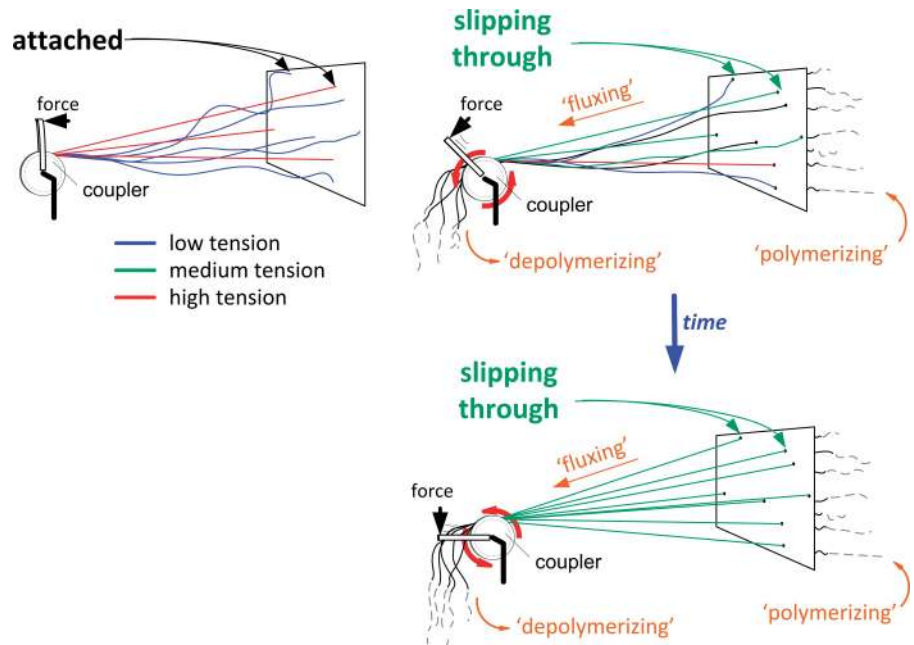 attached
force
coupler
low tension
medium tension
high tension
slipping
through
'fluxing'
force
coupler
'depolymerizing'
'polymerizing'
time
slipping
through
'fluxing'
force
coupler
'depolymerizing'
'polymerizing'